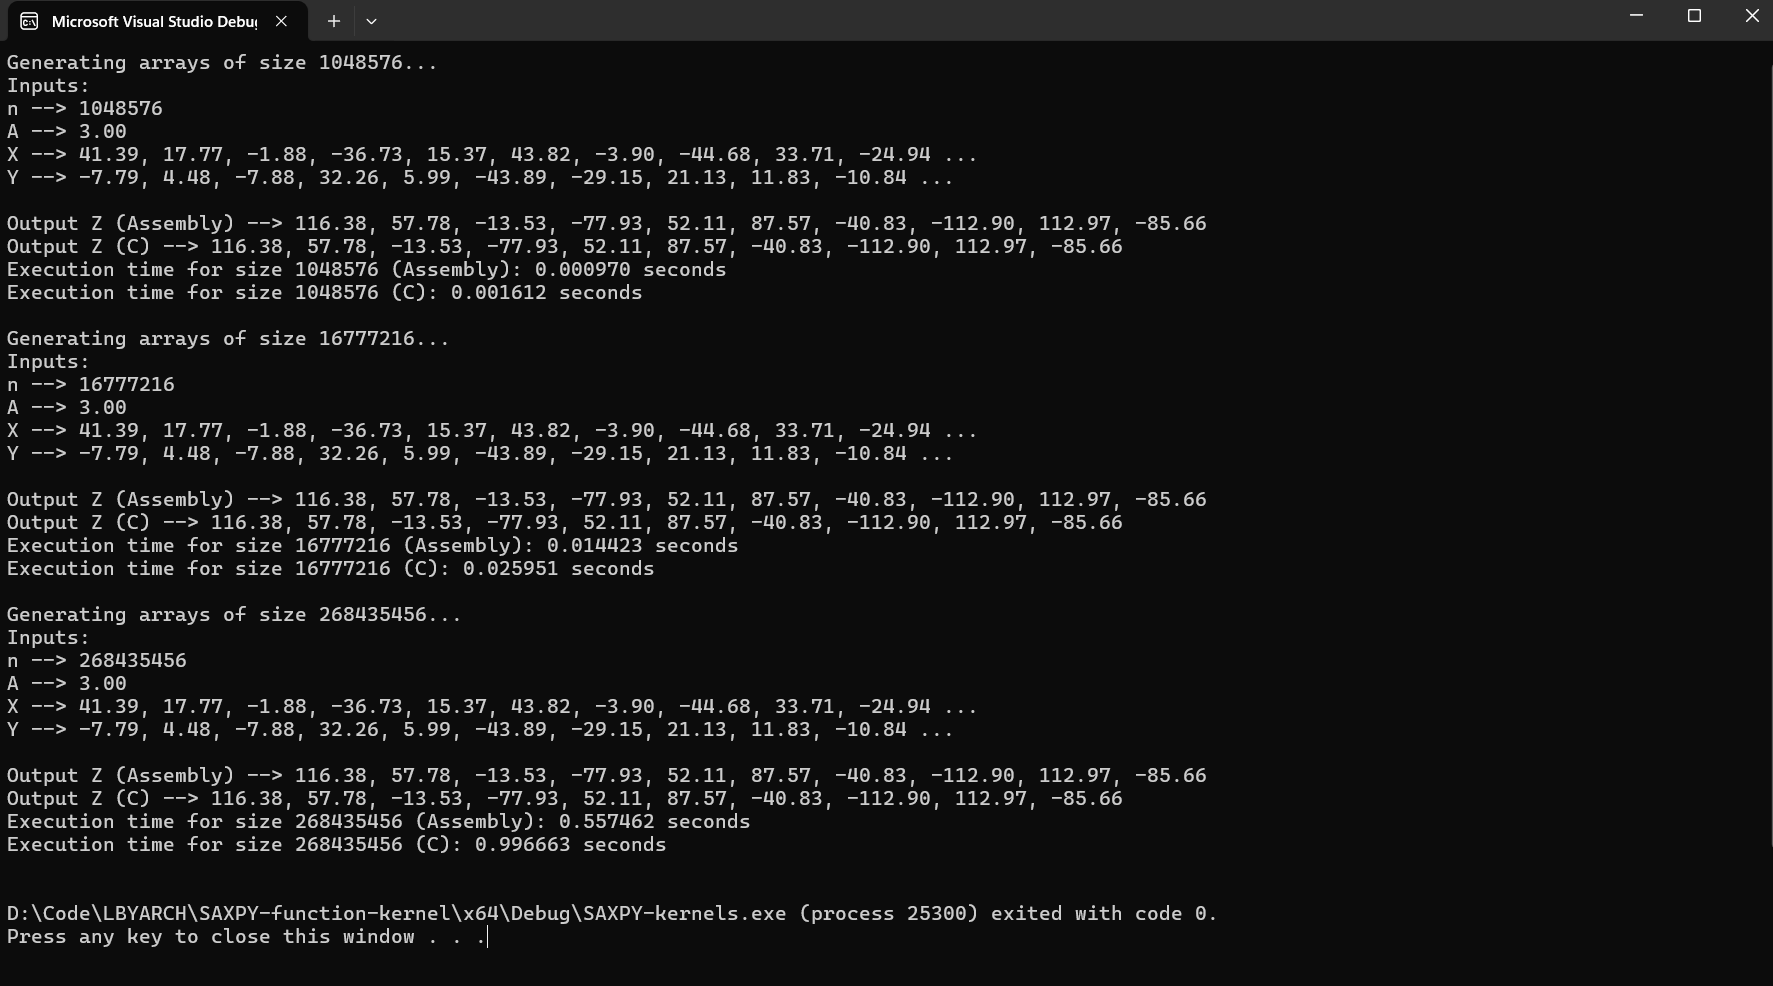 Microsoft Visual Studio Debug
Generating arrays of size 1048576...
Inputs:
n --> 1048576
A --> 3.00
X --> 41.39, 17.77, -1.88, -36.73, 15.37, 43.82, -3.90, -44.68, 33.71, -24.94 ...
Y --> -7.79, 4.48, -7.88, 32.26, 5.99, -43.89, -29.15, 21.13, 11.83, -10.84 ...
Output Z (Assembly) --> 116.38, 57.78, -13.53, -77.93, 52.11, 87.57, -40.83, -112.90, 112.97, -85.66
Output Z (C) --> 116.38, 57.78, -13.53, -77.93, 52.11, 87.57, -40.83, -112.90, 112.97, -85.66
Execution time for size 1048576 (Assembly): 0.000970 seconds
Execution time for size 1048576 (C): 0.001612 seconds
Generating arrays of size 16777216...
Inputs:
n --> 16777216
A --> 3.00
X --> 41.39, 17.77, -1.88, -36.73, 15.37, 43.82, -3.90, -44.68, 33.71, -24.94 ...
Y --> -7.79, 4.48, -7.88, 32.26, 5.99, -43.89, -29.15, 21.13, 11.83, -10.84 ...
Output Z (Assembly) --> 116.38, 57.78, -13.53, -77.93, 52.11, 87.57, -40.83, -112.90, 112.97, -85.66
Output Z (C) --> 116.38, 57.78, -13.53, -77.93, 52.11, 87.57, -40.83, -112.90, 112.97, -85.66
Execution time for size 16777216 (Assembly): 0.014423 seconds
Execution time for size 16777216 (C): 0.025951 seconds
Generating arrays of size 268435456...
Inputs:
n --> 268435456
A --> 3.00
X --> 41.39, 17.77, -1.88, -36.73, 15.37, 43.82, -3.90, -44.68, 33.71, -24.94 ...
Y --> -7.79, 4.48, -7.88, 32.26, 5.99, -43.89, -29.15, 21.13, 11.83, -10.84 ...
Output Z (Assembly) --> 116.38, 57.78, -13.53, -77.93, 52.11, 87.57, -40.83, -112.90, 112.97, -85.66
Output Z (C) --> 116.38, 57.78, -13.53, -77.93, 52.11, 87.57, -40.83, -112.90, 112.97, -85.66
Execution time for size 268435456 (Assembly): 0.557462 seconds
Execution time for size 268435456 (C): 0.996663 seconds
D:\Code\LBYARCH\SAXPY-function-kernel\x64\Debug\SAXPY-kernels.exe (process 25300) exited with code 0.
Press any key to close this window . . .